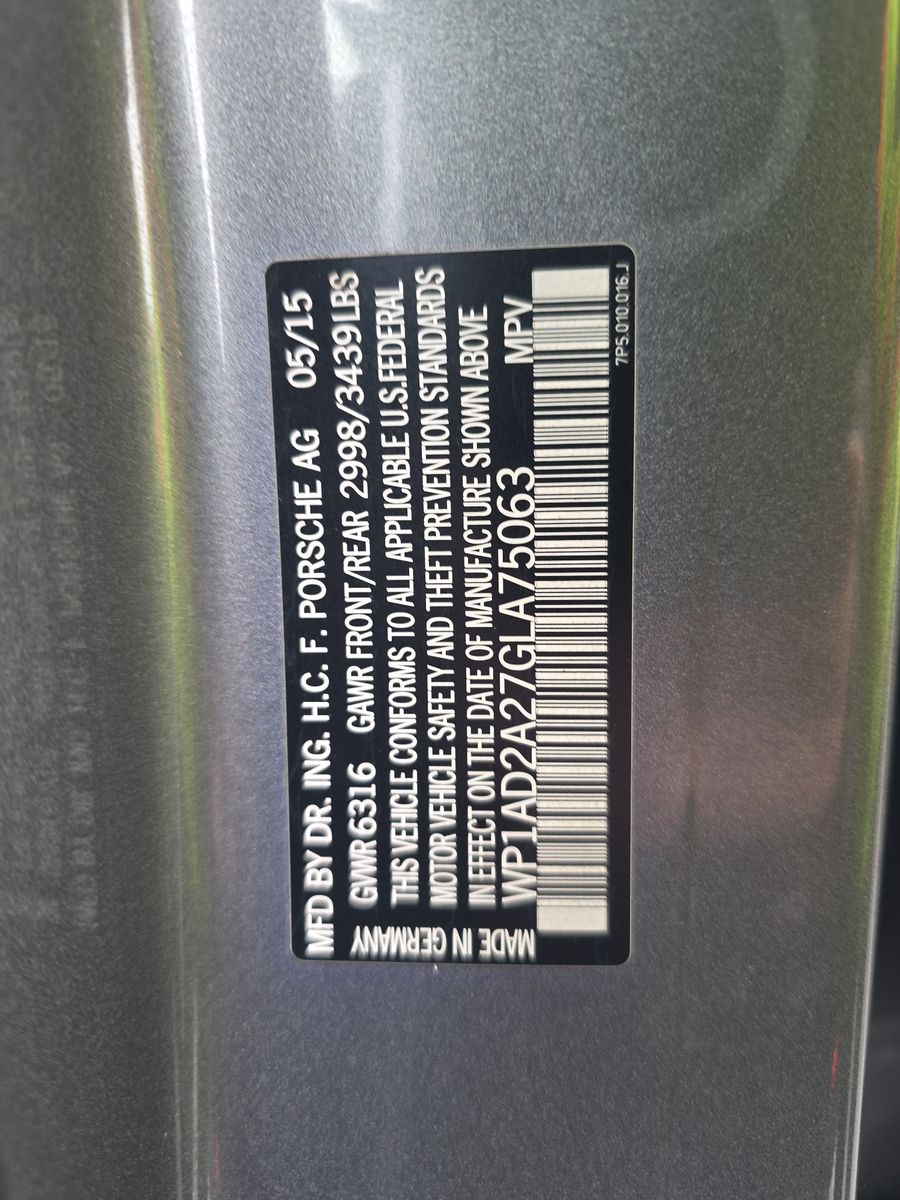 MFD BY DR. ING. H.C. F. PORSCHE AG 05/15
GVWR 6316 GAWR FRONT/REAR 2998/3439LBS
THIS VEHICLE CONFORMS TO ALL APPLICABLE U.S.FEDERAL
MOTOR VEHICLE SAFETY AND THEFT PREVENTION STANDARDS
IN EFFECT ON THE DATE OF MANUFACTURE SHOWN ABOVE
WP1AD2A27GLA75063 MPV
MADE IN GERMANY
7P5.010.016.J